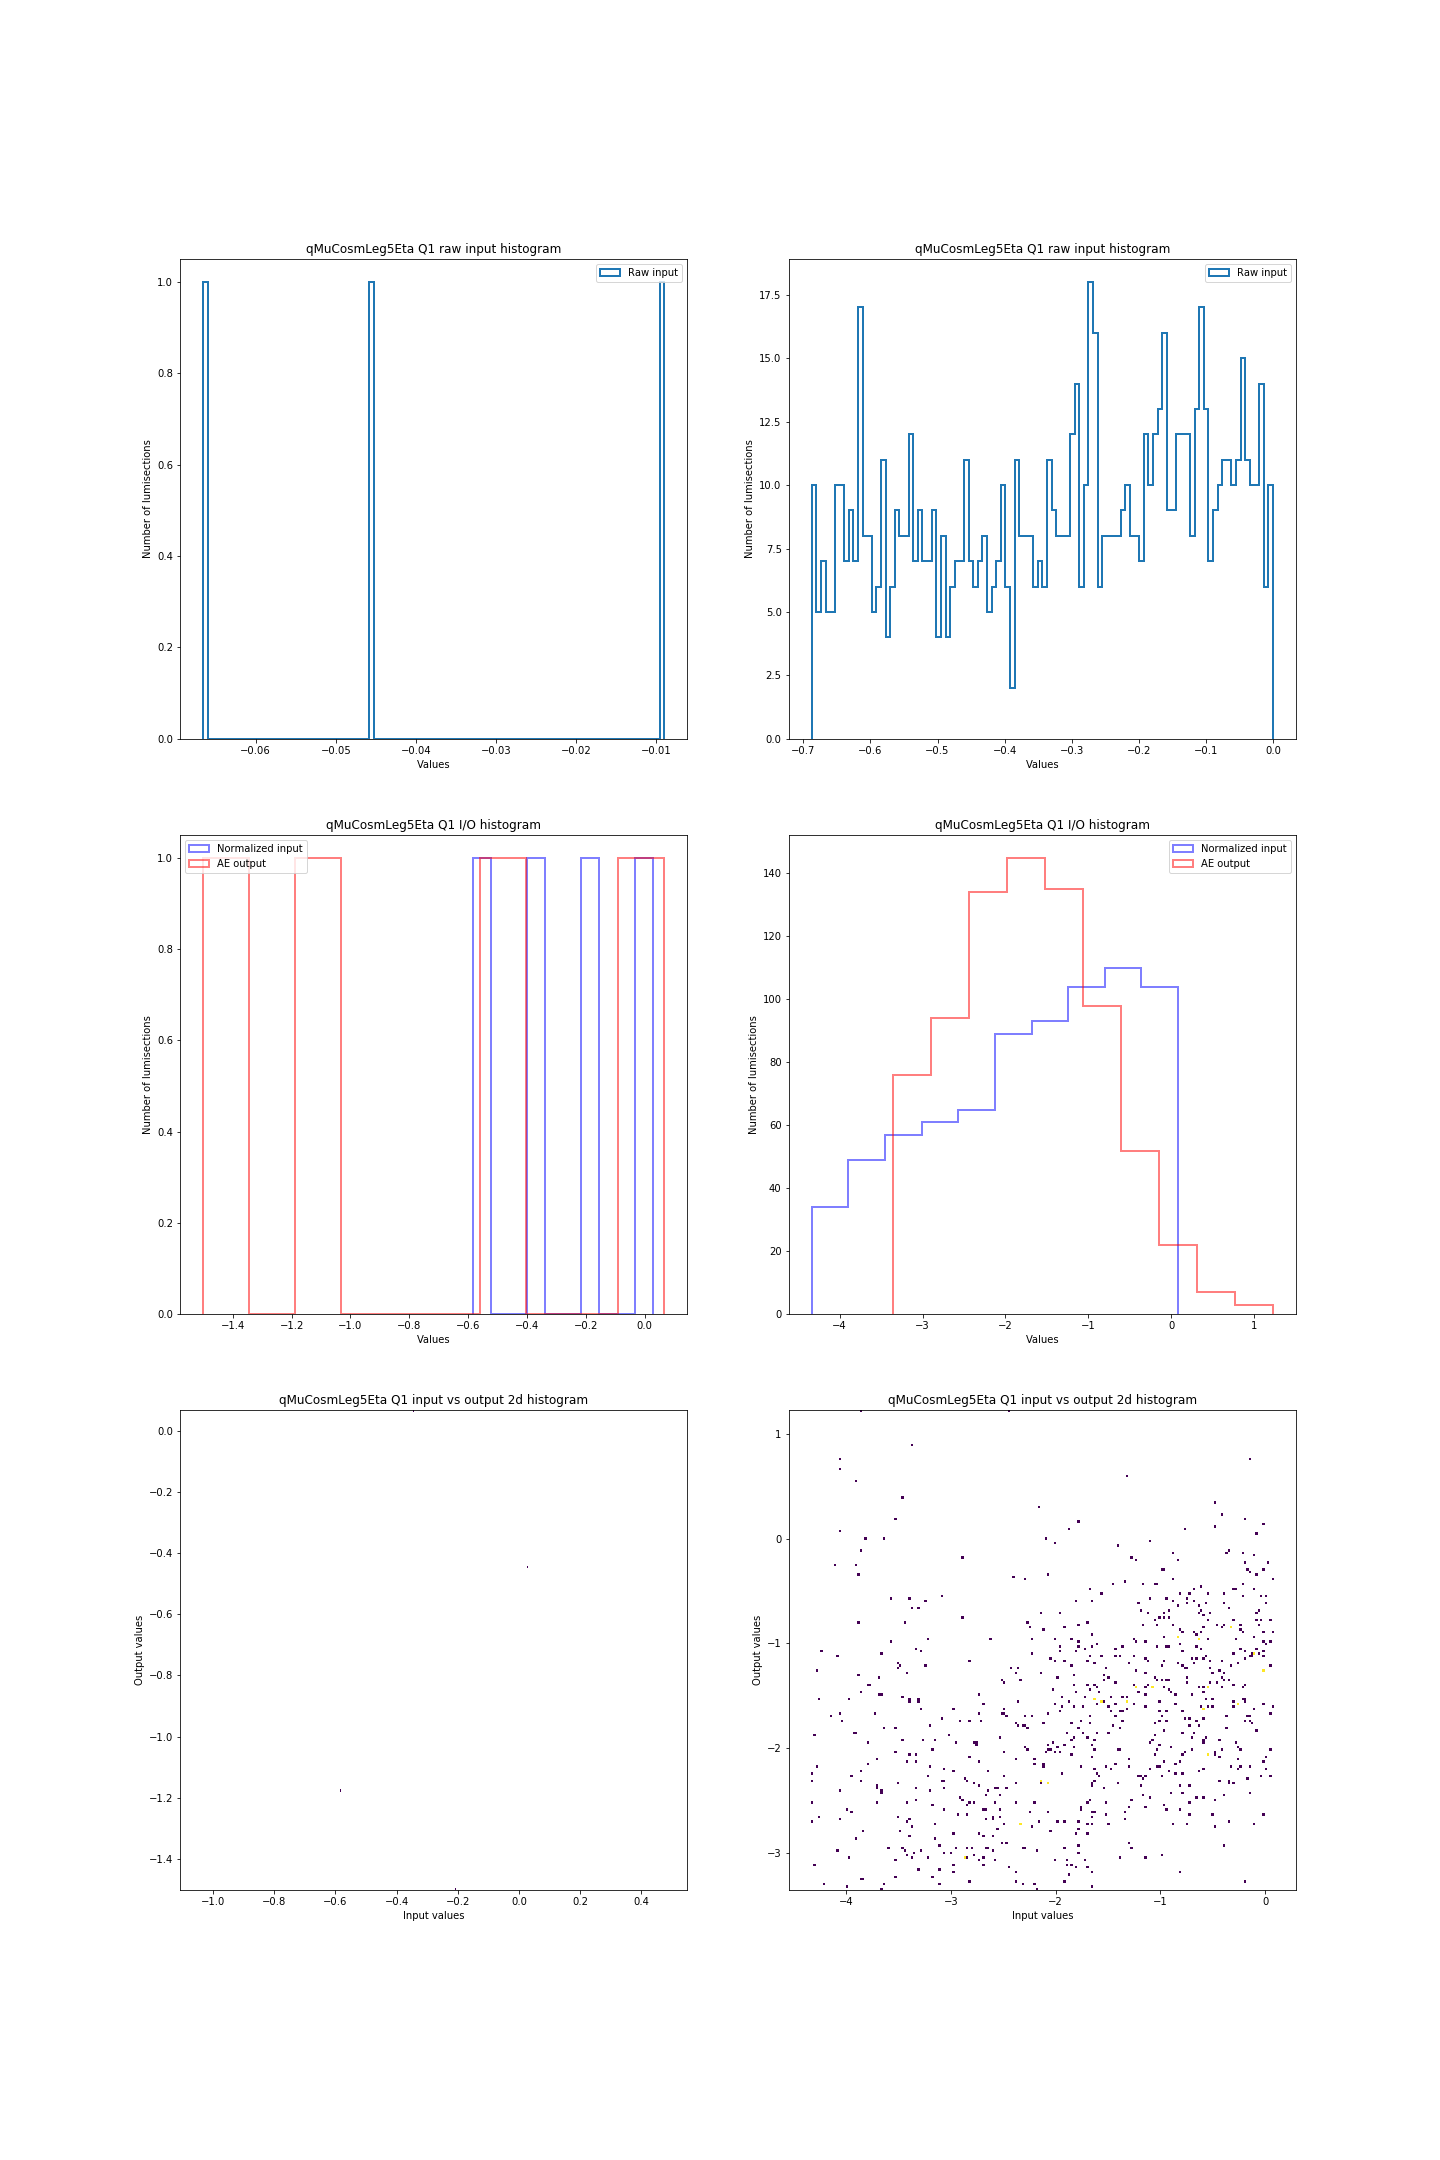 qMuCosmLeg5Eta Q1 raw input histogram
Raw input
1.0
0.8
0.6
0.4
0.2
0.0
Number of lumisections
−0.06 −0.05 −0.04 −0.03 −0.02 −0.01
Values
qMuCosmLeg5Eta Q1 raw input histogram
Raw input
17.5
15.0
12.5
10.0
7.5
5.0
2.5
0.0
Number of lumisections
−0.7 −0.6 −0.5 −0.4 −0.3 −0.2 −0.1 0.0
Values
qMuCosmLeg5Eta Q1 I/O histogram
Normalized input
AE output
1.0
0.8
0.6
0.4
0.2
0.0
Number of lumisections
−1.4 −1.2 −1.0 −0.8 −0.6 −0.4 −0.2 0.0
Values
qMuCosmLeg5Eta Q1 I/O histogram
Normalized input
AE output
140
120
100
80
60
40
20
0
Number of lumisections
−4 −3 −2 −1 0 1
Values
qMuCosmLeg5Eta Q1 input vs output 2d histogram
0.0
−0.2
−0.4
−0.6
−0.8
−1.0
−1.2
−1.4
Output values
−1.0 −0.8 −0.6 −0.4 −0.2 0.0 0.2 0.4
Input values
qMuCosmLeg5Eta Q1 input vs output 2d histogram
1
0
−1
−2
−3
Output values
−4 −3 −2 −1 0
Input values